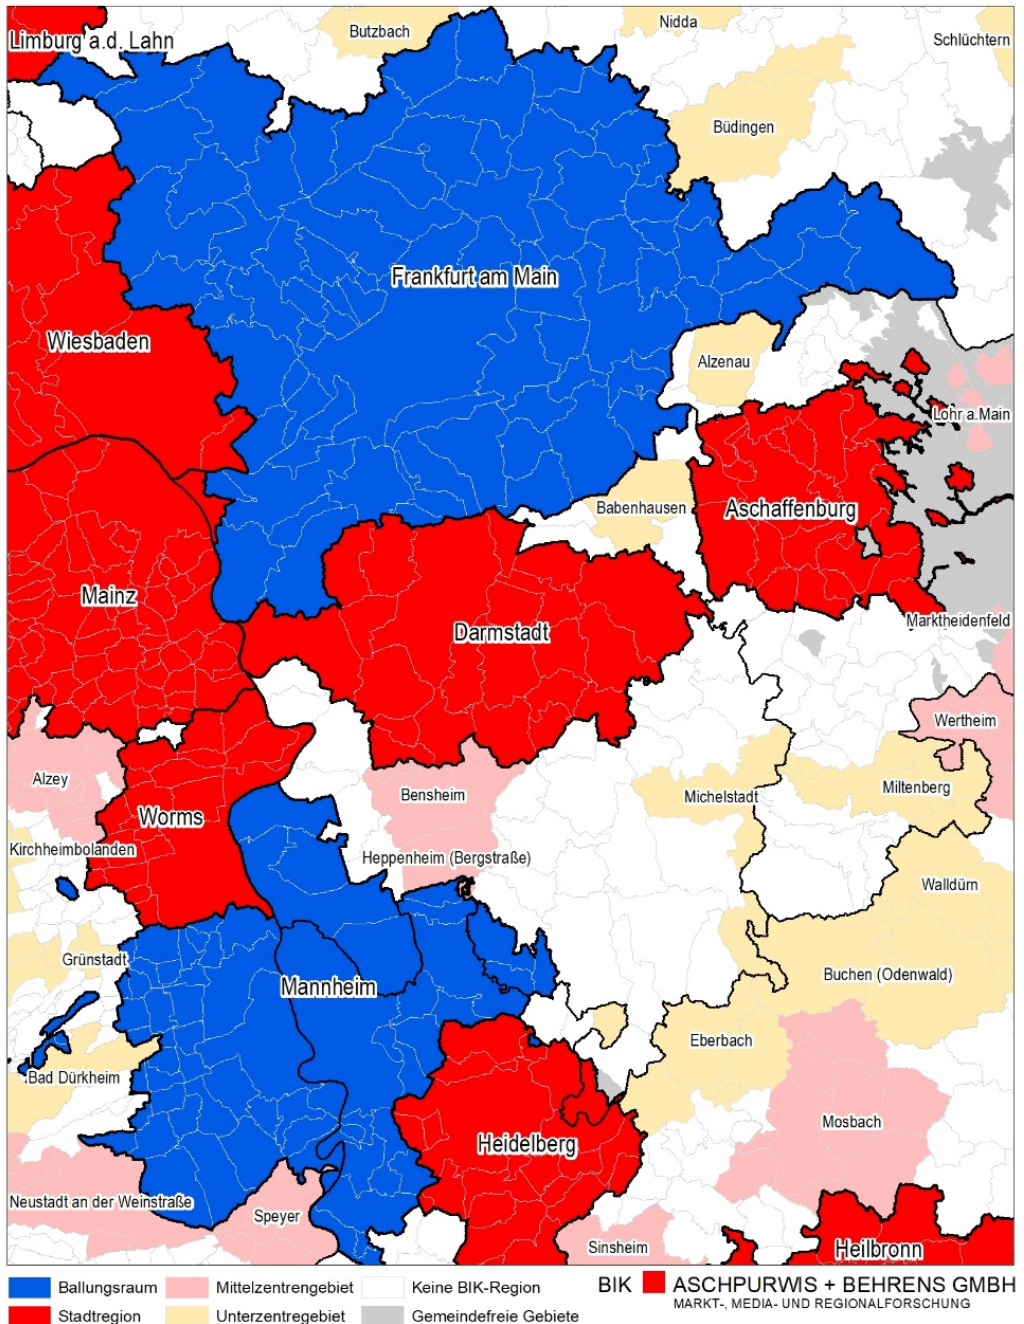 Butzbach
Nidda
Limburg a.d. Lahn
Schlüchtern
Büdingen
Frankfurt am Main
Wiesbaden
Alzenau
Lohr a.Main
Babenhausen
Aschaffenburg
Mainz
Darmstadt
Marktheidenfeld
Wertheim
Alzey
Bensheim
Michelstadt
Miltenberg
Worms
Kirchheimbolanden
Heppenheim (Bergstraße)
Walldürn
Grünstadt
Mannheim
Buchen (Odenwald)
Eberbach
Bad Dürkheim
Mosbach
Heidelberg
Neustadt an der Weinstraße
Speyer
Sinsheim
Heilbronn
Ballungsraum
Mittelzentrengebiet
Keine BIK-Region
BIK ASCHPURWIS + BEHRENS GMBH
MARKT-, MEDIA- UND REGIONALFORSCHUNG
Stadtregion
Unterzentrengebiet
Gemeindefreie Gebiete